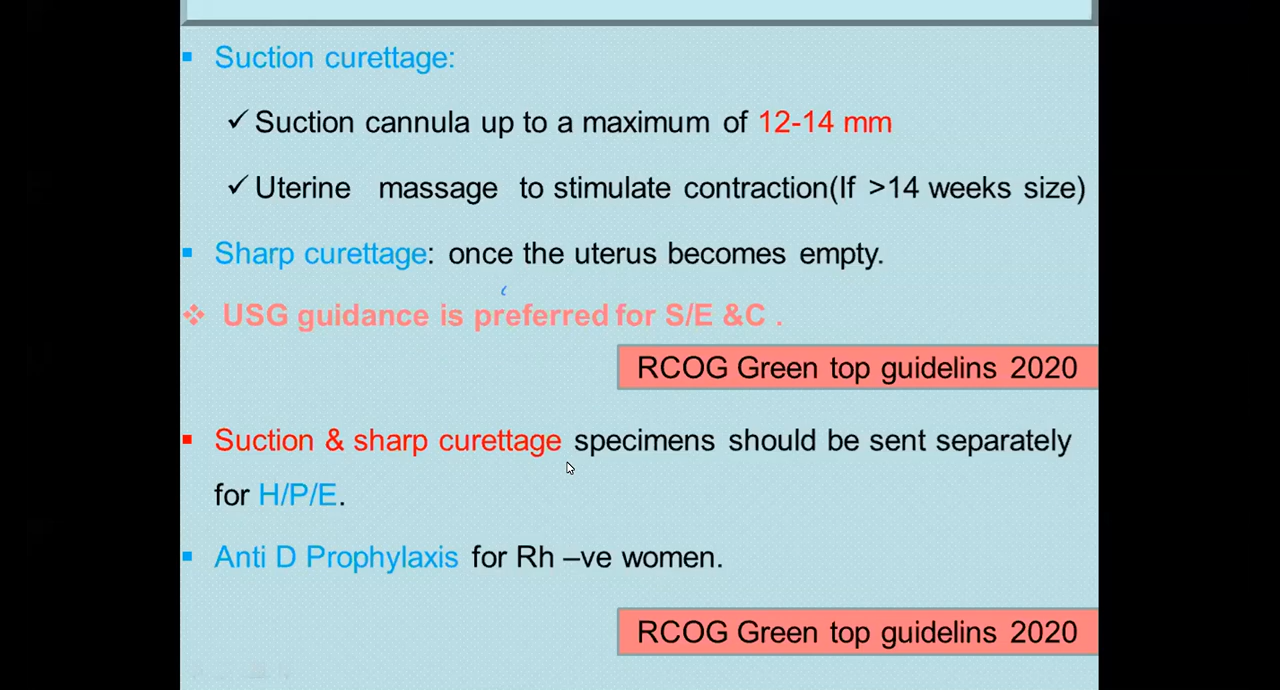 Suction curettage:
Suction cannula up to a maximum of 12-14 mm
Uterine massage to stimulate contraction(If >14 weeks size)
Sharp curettage: once the uterus becomes empty.
USG guidance is preferred for S/E &C .
RCOG Green top guidelins 2020
Suction & sharp curettage specimens should be sent separately
for H/P/E.
Anti D Prophylaxis for Rh –ve women.
RCOG Green top guidelins 2020